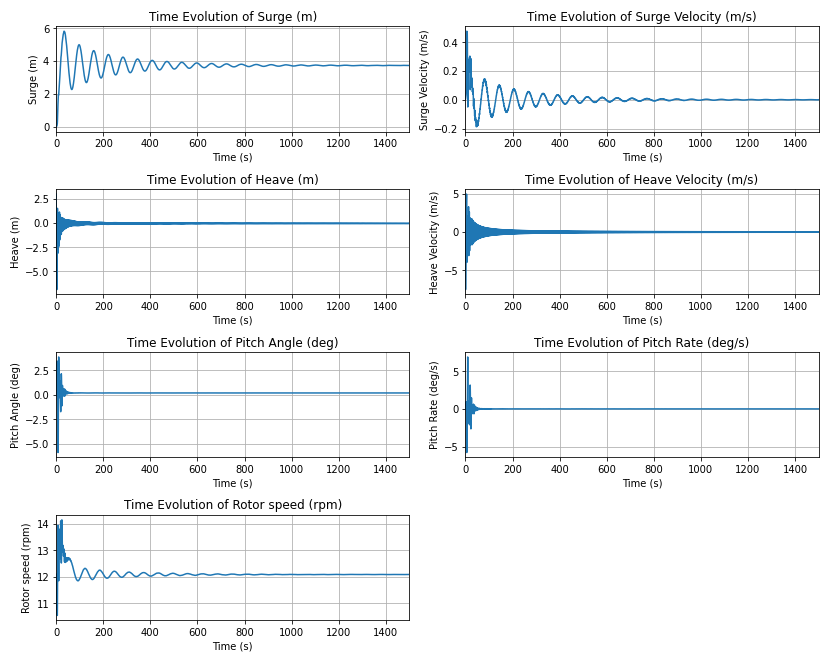 Time Evolution of Surge (m)
Surge (m)
6
4
2
0
0 200 400 600 800 1000 1200 1400
Time (s)
Time Evolution of Surge Velocity (m/s)
Surge Velocity (m/s)
0.4
0.2
0.0
−0.2
0 200 400 600 800 1000 1200 1400
Time (s)
Time Evolution of Heave (m)
Heave (m)
2.5
0.0
−2.5
−5.0
0 200 400 600 800 1000 1200 1400
Time (s)
Time Evolution of Heave Velocity (m/s)
Heave Velocity (m/s)
5
0
−5
0 200 400 600 800 1000 1200 1400
Time (s)
Time Evolution of Pitch Angle (deg)
Pitch Angle (deg)
2.5
0.0
−2.5
−5.0
0 200 400 600 800 1000 1200 1400
Time (s)
Time Evolution of Pitch Rate (deg/s)
Pitch Rate (deg/s)
5
0
−5
0 200 400 600 800 1000 1200 1400
Time (s)
Time Evolution of Rotor speed (rpm)
Rotor speed (rpm)
14
13
12
11
0 200 400 600 800 1000 1200 1400
Time (s)